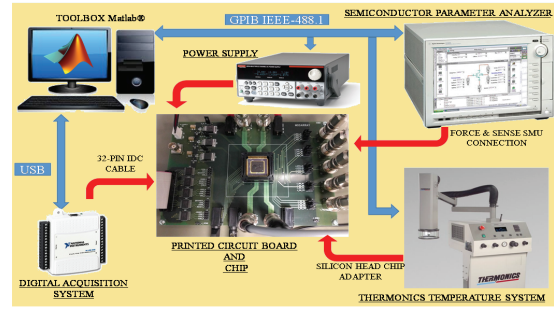 TOOLBOX Matlab®
GPIB IEEE-488.1
SEMICONDUCTOR PARAMETER ANALYZER
POWER SUPPLY
FORCE & SENSE SMU
CONNECTION
32-PIN IDC
CABLE
USB
PRINTED CIRCUIT BOARD
AND
CHIP
SILICON HEAD CHIP
ADAPTER
DIGITAL ACQUISITION
SYSTEM
THERMONICS
THERMONICS TEMPERATURE SYSTEM